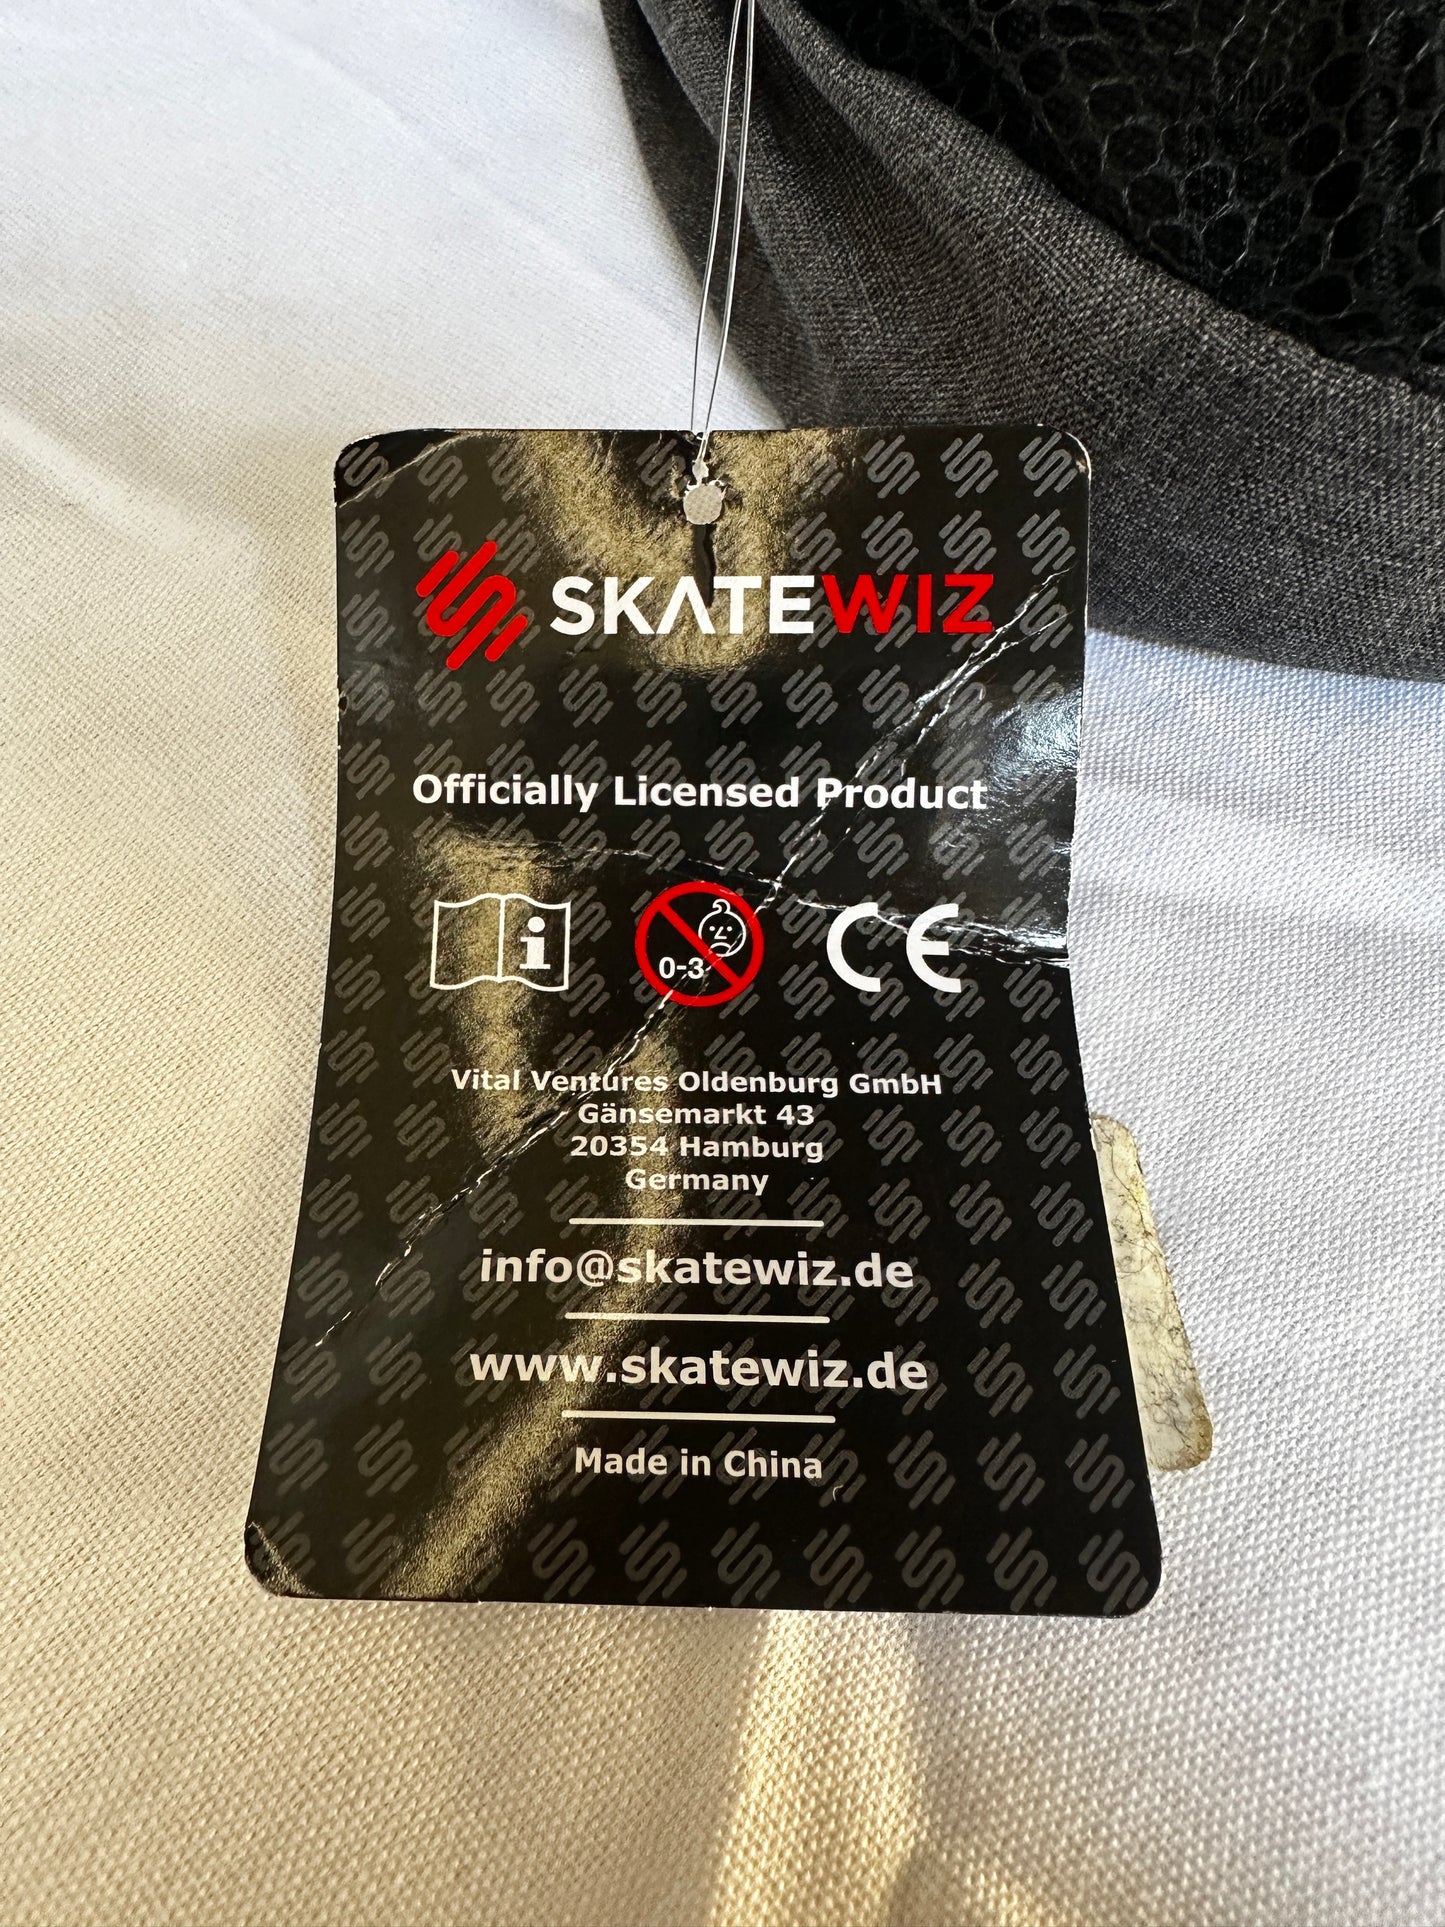 SKATEWIZ
Officially Licensed Product
i
0-3
CE
Vital Ventures Oldenburg GmbH
Gänsemarkt 43
20354 Hamburg
Germany
info@skatewiz.de
www.skatewiz.de
Made in China